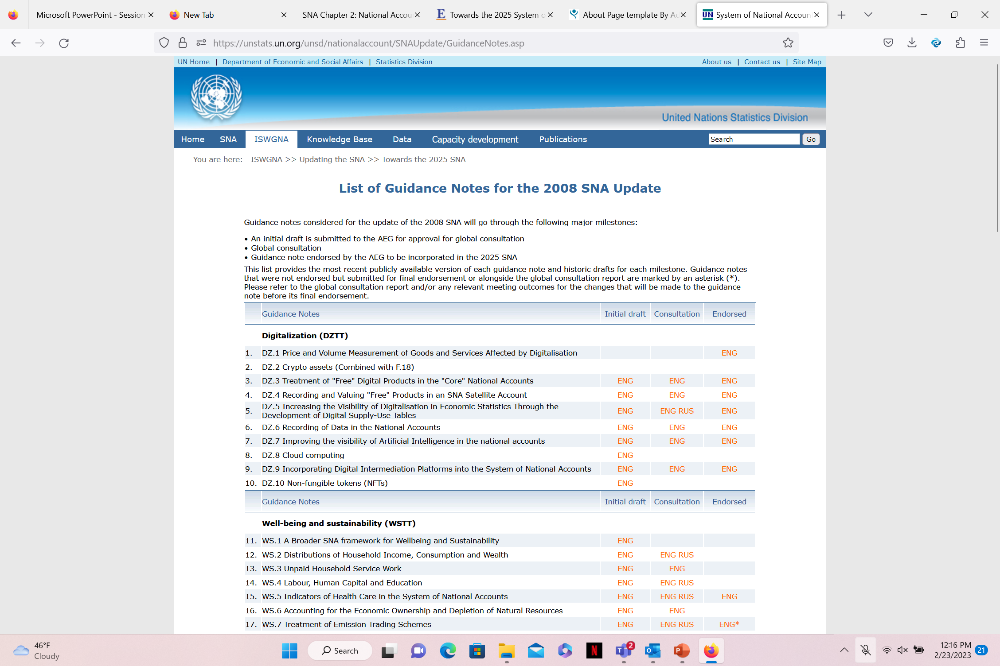 Microsoft PowerPoint - Session
New Tab
SNA Chapter 2: National Accou
Towards the 2025 System o
About Page template By Ad
UN System of National Accoun
https://unstats.un.org/unsd/nationalaccount/SNAUpdate/GuidanceNotes.asp
UN Home | Department of Economic and Social Affairs | Statistics Division
About us | Contact us | Site Map
United Nations Statistics Division
Home SNA ISWGNA Knowledge Base Data Capacity development Publications Search Go
You are here: ISWGNA >> Updating the SNA >> Towards the 2025 SNA
List of Guidance Notes for the 2008 SNA Update
Guidance notes considered for the update of the 2008 SNA will go through the following major milestones:
• An initial draft is submitted to the AEG for approval for global consultation
• Global consultation
• Guidance note endorsed by the AEG to be incorporated in the 2025 SNA
This list provides the most recent publicly available version of each guidance note and historic drafts for each milestone. Guidance notes
that were not endorsed but submitted for final endorsement or alongside the global consultation report are marked by an asterisk (*).
Please refer to the global consultation report and/or any relevant meeting outcomes for the changes that will be made to the guidance
note before its final endorsement.
Guidance Notes Initial draft Consultation Endorsed
Digitalization (DZTT)
1. DZ.1 Price and Volume Measurement of Goods and Services Affected by Digitalisation ENG
2. DZ.2 Crypto assets (Combined with F.18)
3. DZ.3 Treatment of "Free" Digital Products in the "Core" National Accounts ENG ENG ENG
4. DZ.4 Recording and Valuing "Free" Products in an SNA Satellite Account ENG ENG ENG
5. DZ.5 Increasing the Visibility of Digitalisation in Economic Statistics Through the
Development of Digital Supply-Use Tables ENG ENG RUS ENG
6. DZ.6 Recording of Data in the National Accounts ENG ENG ENG
7. DZ.7 Improving the visibility of Artificial Intelligence in the national accounts ENG ENG ENG
8. DZ.8 Cloud computing ENG
9. DZ.9 Incorporating Digital Intermediation Platforms into the System of National Accounts ENG ENG ENG
10. DZ.10 Non-fungible tokens (NFTs) ENG
Guidance Notes Initial draft Consultation Endorsed
Well-being and sustainability (WSTT)
11. WS.1 A Broader SNA framework for Wellbeing and Sustainability ENG
12. WS.2 Distributions of Household Income, Consumption and Wealth ENG ENG RUS
13. WS.3 Unpaid Household Service Work ENG ENG
14. WS.4 Labour, Human Capital and Education ENG ENG RUS
15. WS.5 Indicators of Health Care in the System of National Accounts ENG ENG RUS ENG
16. WS.6 Accounting for the Economic Ownership and Depletion of Natural Resources ENG ENG
17. WS.7 Treatment of Emission Trading Schemes ENG ENG RUS ENG*
46°F
Cloudy
Search
2
12:16 PM
2/23/2023
21